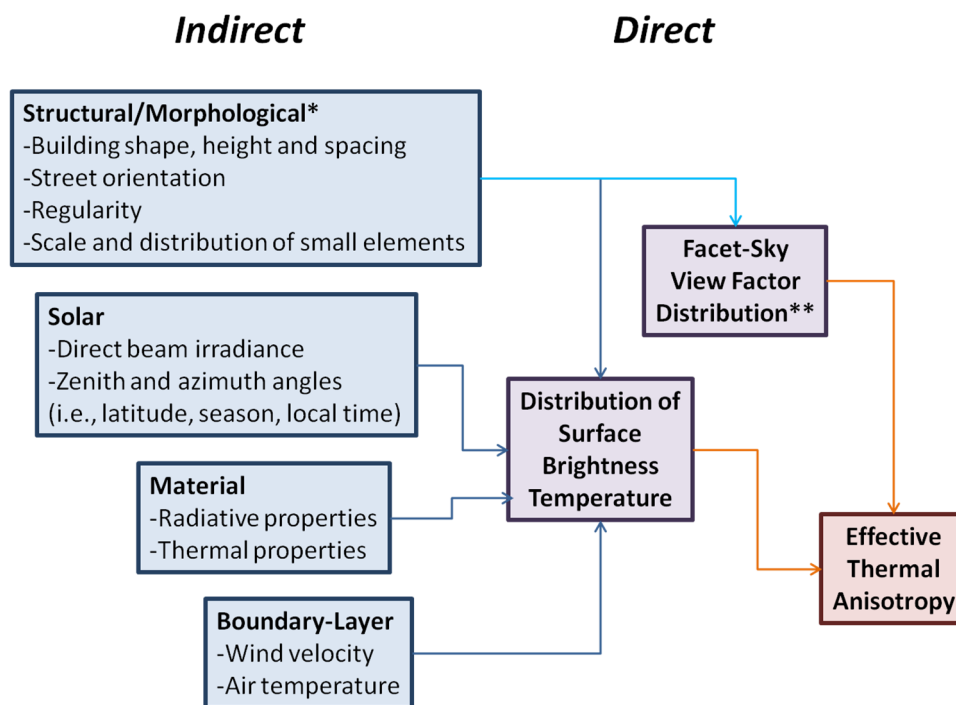 Indirect
Direct
Structural/Morphological*
-Building shape, height and spacing
-Street orientation
-Regularity
-Scale and distribution of small elements
Facet-Sky
View Factor
Distribution**
Solar
-Direct beam irradiance
-Zenith and azimuth angles
(i.e., latitude, season, local time)
Distribution of
Surface
Brightness
Temperature
Material
-Radiative properties
-Thermal properties
Effective
Thermal
Anisotropy
Boundary-Layer
-Wind velocity
-Air temperature